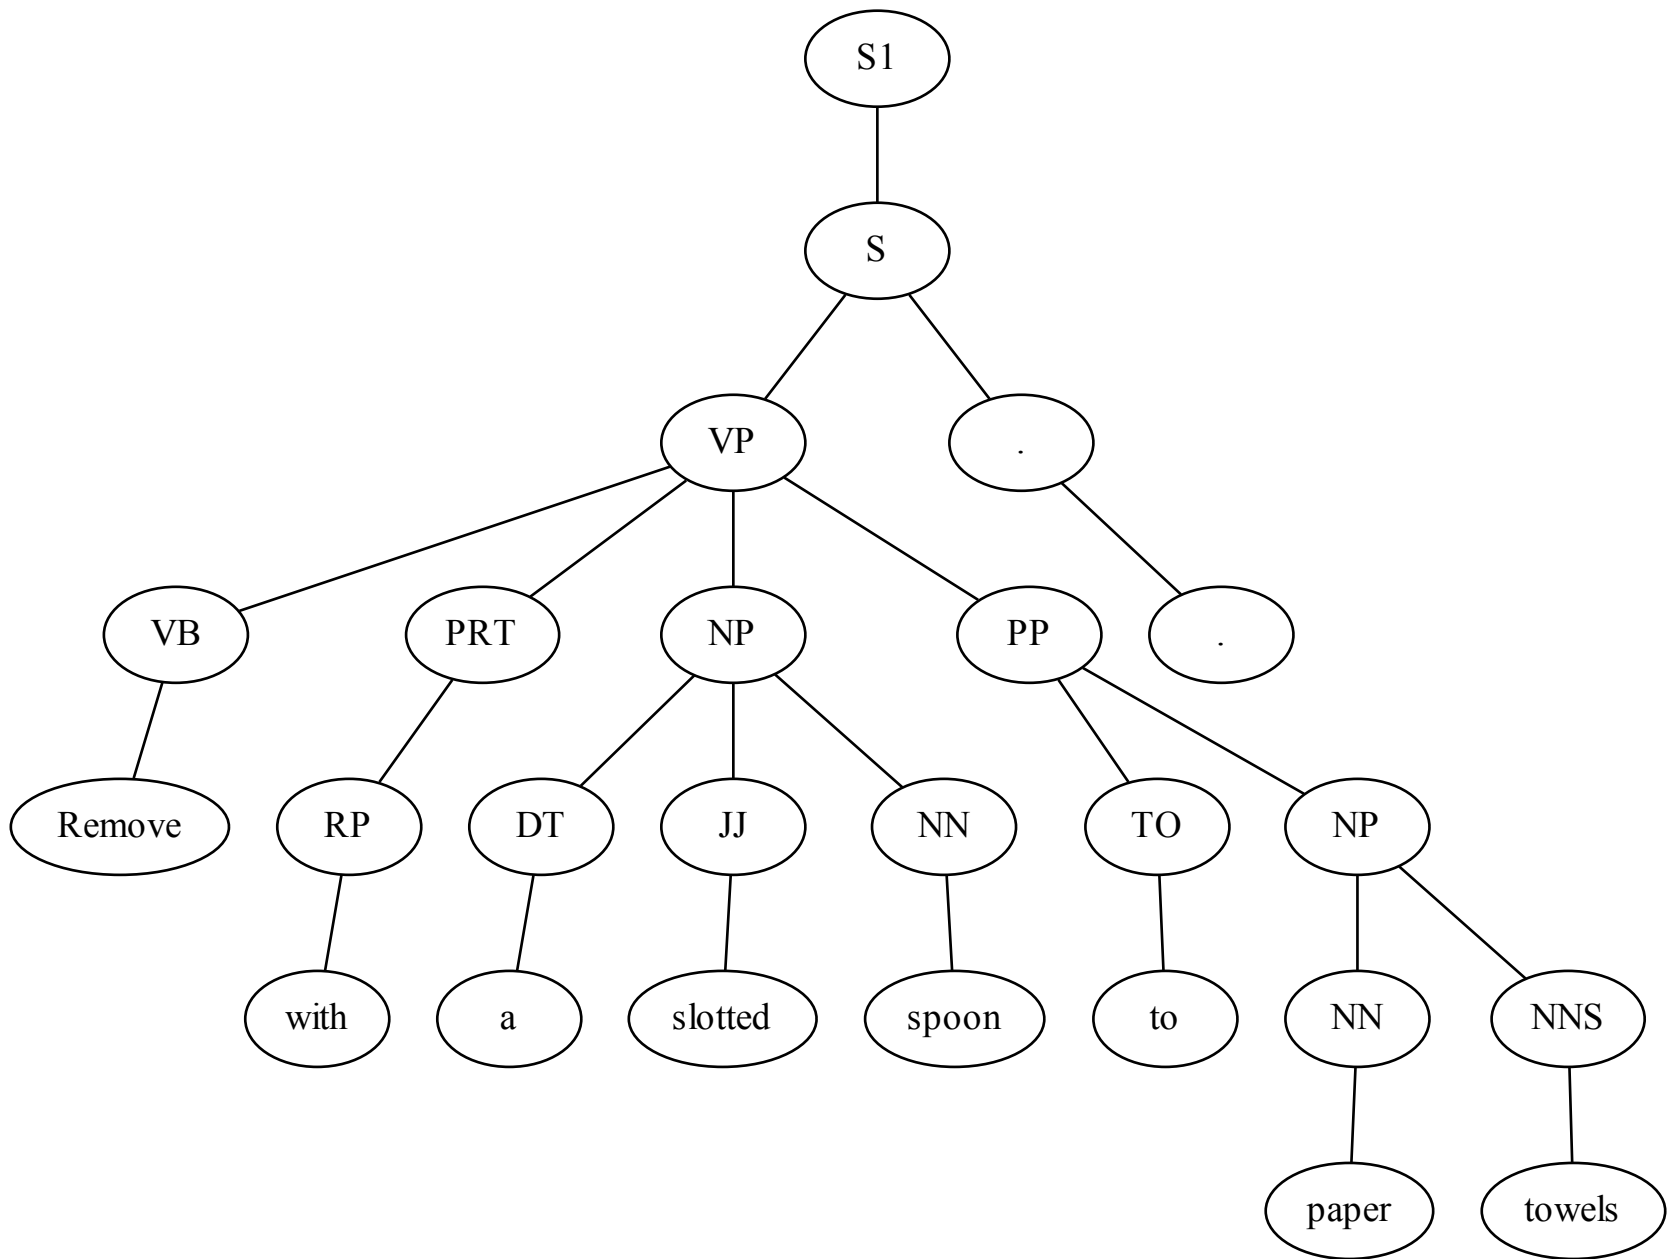 S1
S
VP .
VB PRT NP PP .
Remove RP DT JJ NN TO NP
with a slotted spoon to NN NNS
paper towels